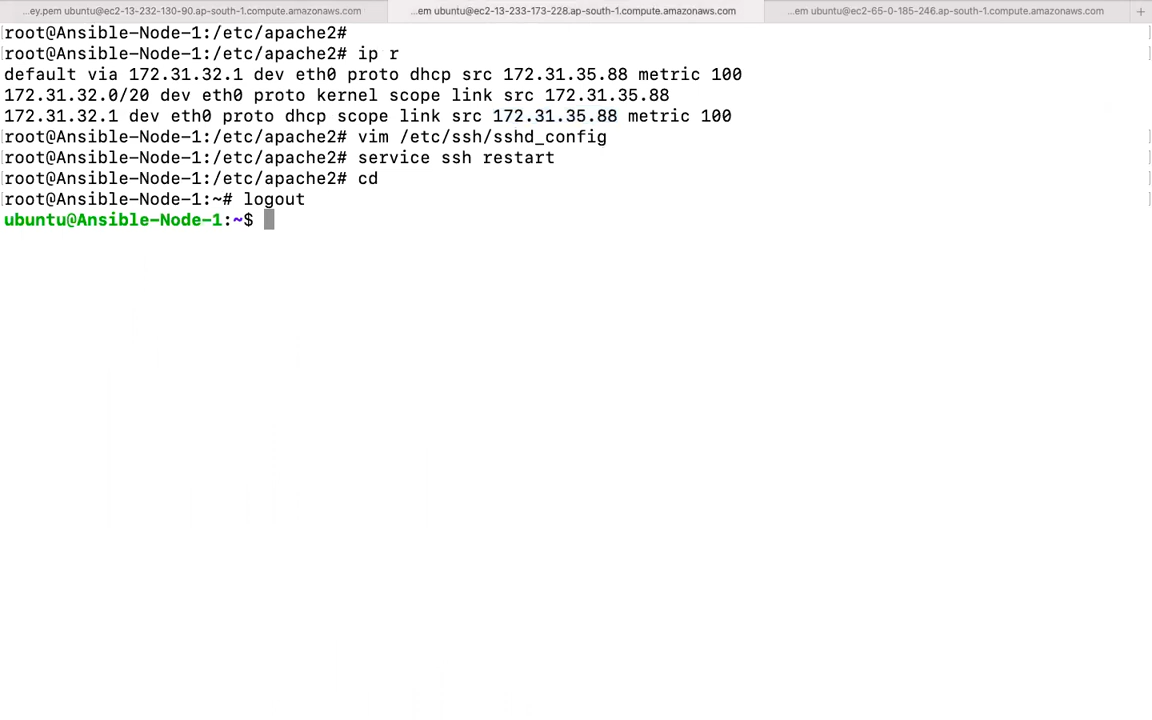 ...ey.pem ubuntu@ec2-13-232-130-90.ap-south-1.compute.amazonaws.com
...em ubuntu@ec2-13-233-173-228.ap-south-1.compute.amazonaws.com
...em ubuntu@ec2-65-0-185-246.ap-south-1.compute.amazonaws.com
+
root@Ansible-Node-1:/etc/apache2#
root@Ansible-Node-1:/etc/apache2# ip r
default via 172.31.32.1 dev eth0 proto dhcp src 172.31.35.88 metric 100
172.31.32.0/20 dev eth0 proto kernel scope link src 172.31.35.88
172.31.32.1 dev eth0 proto dhcp scope link src 172.31.35.88 metric 100
root@Ansible-Node-1:/etc/apache2# vim /etc/ssh/sshd_config
root@Ansible-Node-1:/etc/apache2# service ssh restart
root@Ansible-Node-1:/etc/apache2# cd
root@Ansible-Node-1:~# logout
ubuntu@Ansible-Node-1:~$